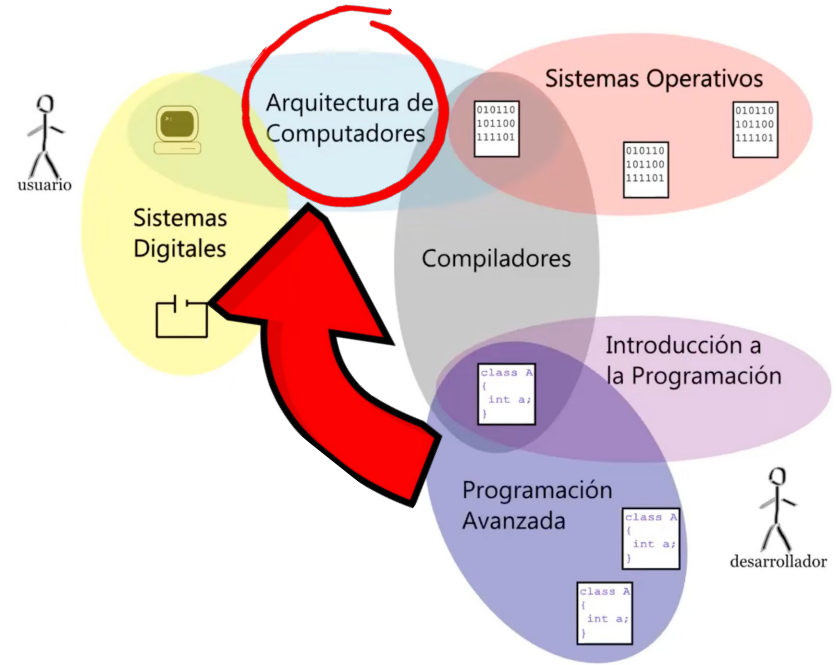 Sistemas Operativos
Arquitectura de
Computadores
010110
101100
111101
010110
101100
111101
010110
101100
111101
usuario
Sistemas
Digitales
Compiladores
Introducción a
la Programación
class A
{
int a;
}
Programación
Avanzada
class A
{
int a;
}
desarrollador
class A
{
int a;
}